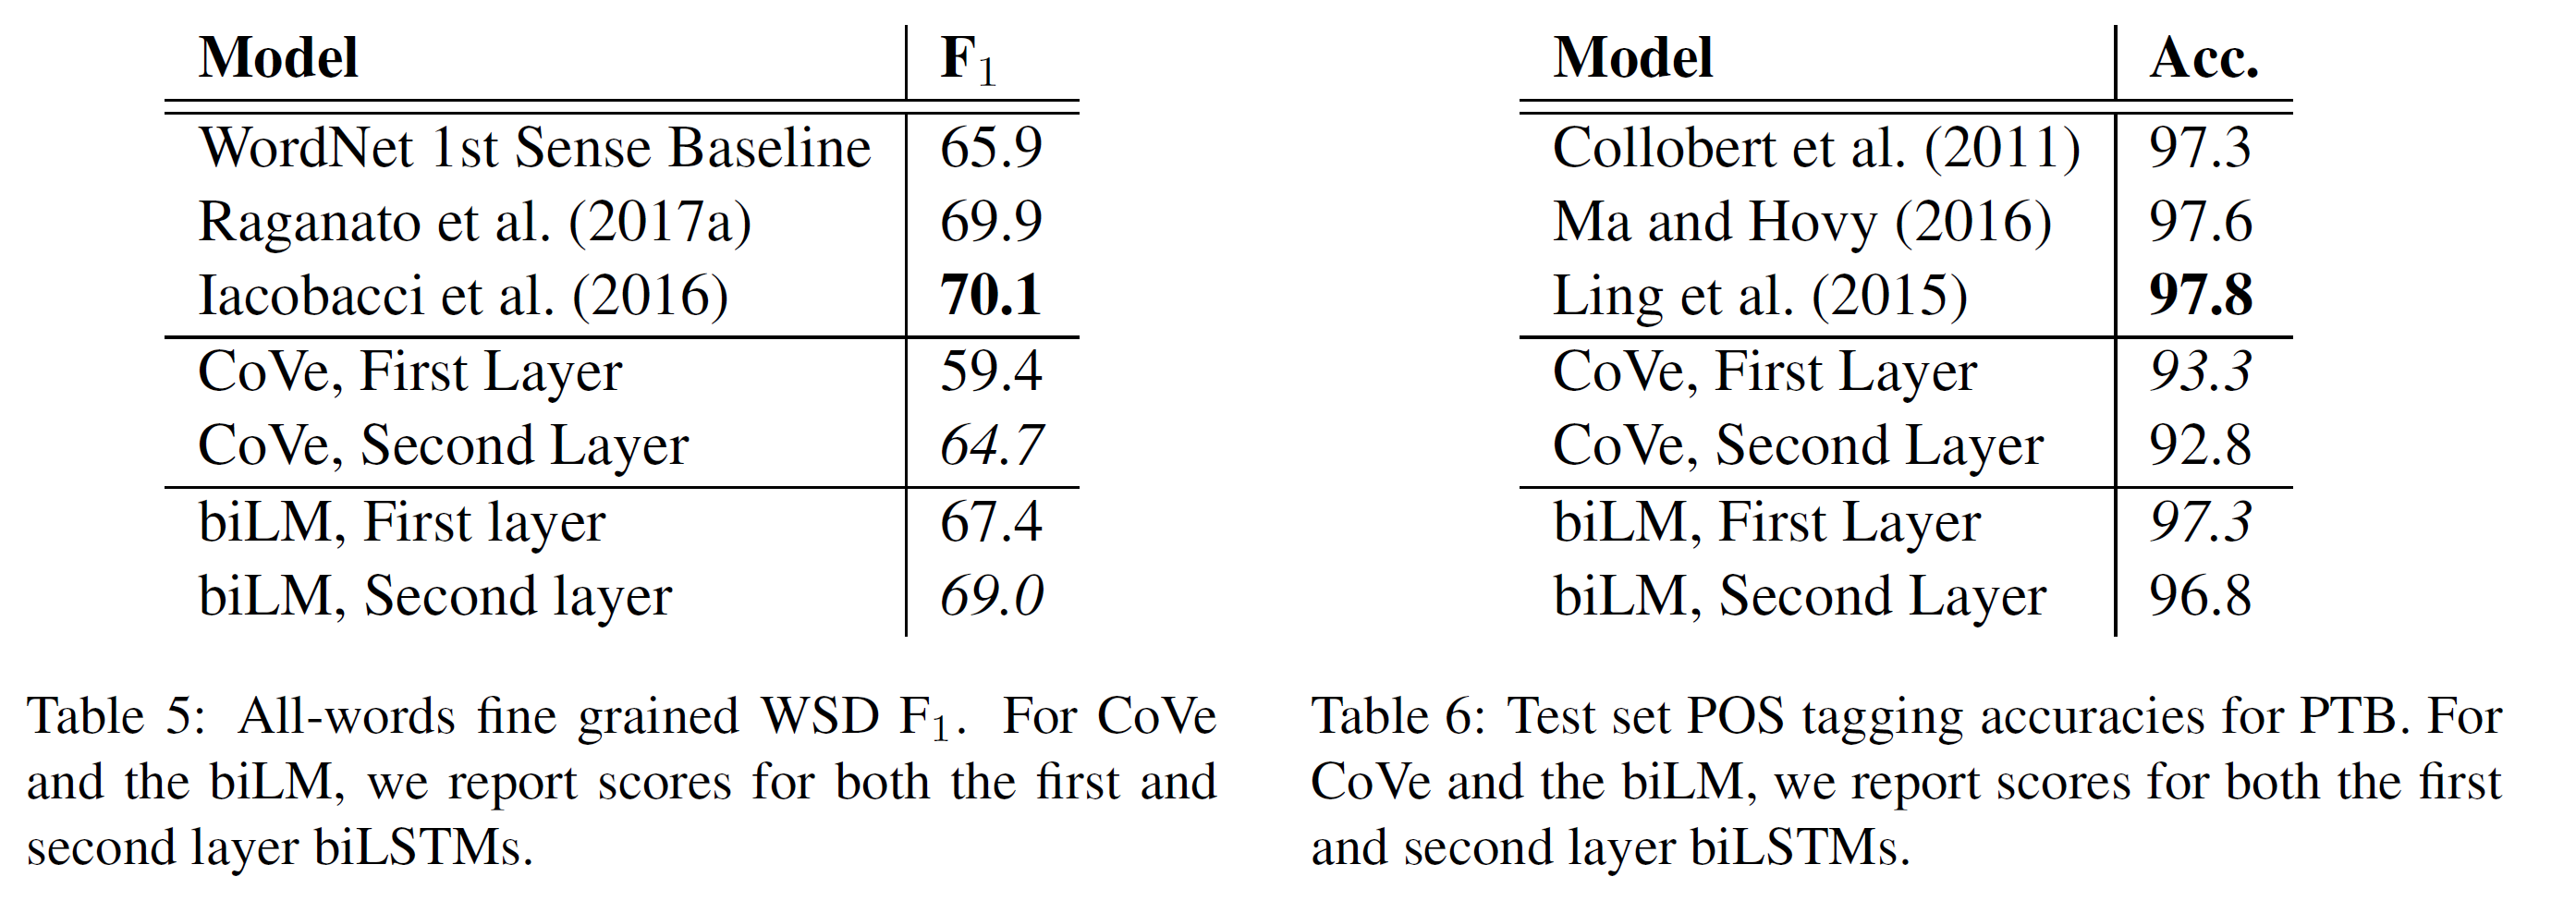 Model F1
WordNet 1st Sense Baseline 65.9
Raganato et al. (2017a) 69.9
Iacobacci et al. (2016) 70.1
CoVe, First Layer 59.4
CoVe, Second Layer 64.7
biLM, First layer 67.4
biLM, Second layer 69.0
Table 5: All-words fine grained WSD F1. For CoVe
and the biLM, we report scores for both the first and
second layer biLSTMs.
Model Acc.
Collobert et al. (2011) 97.3
Ma and Hovy (2016) 97.6
Ling et al. (2015) 97.8
CoVe, First Layer 93.3
CoVe, Second Layer 92.8
biLM, First Layer 97.3
biLM, Second Layer 96.8
Table 6: Test set POS tagging accuracies for PTB. For
CoVe and the biLM, we report scores for both the first
and second layer biLSTMs.